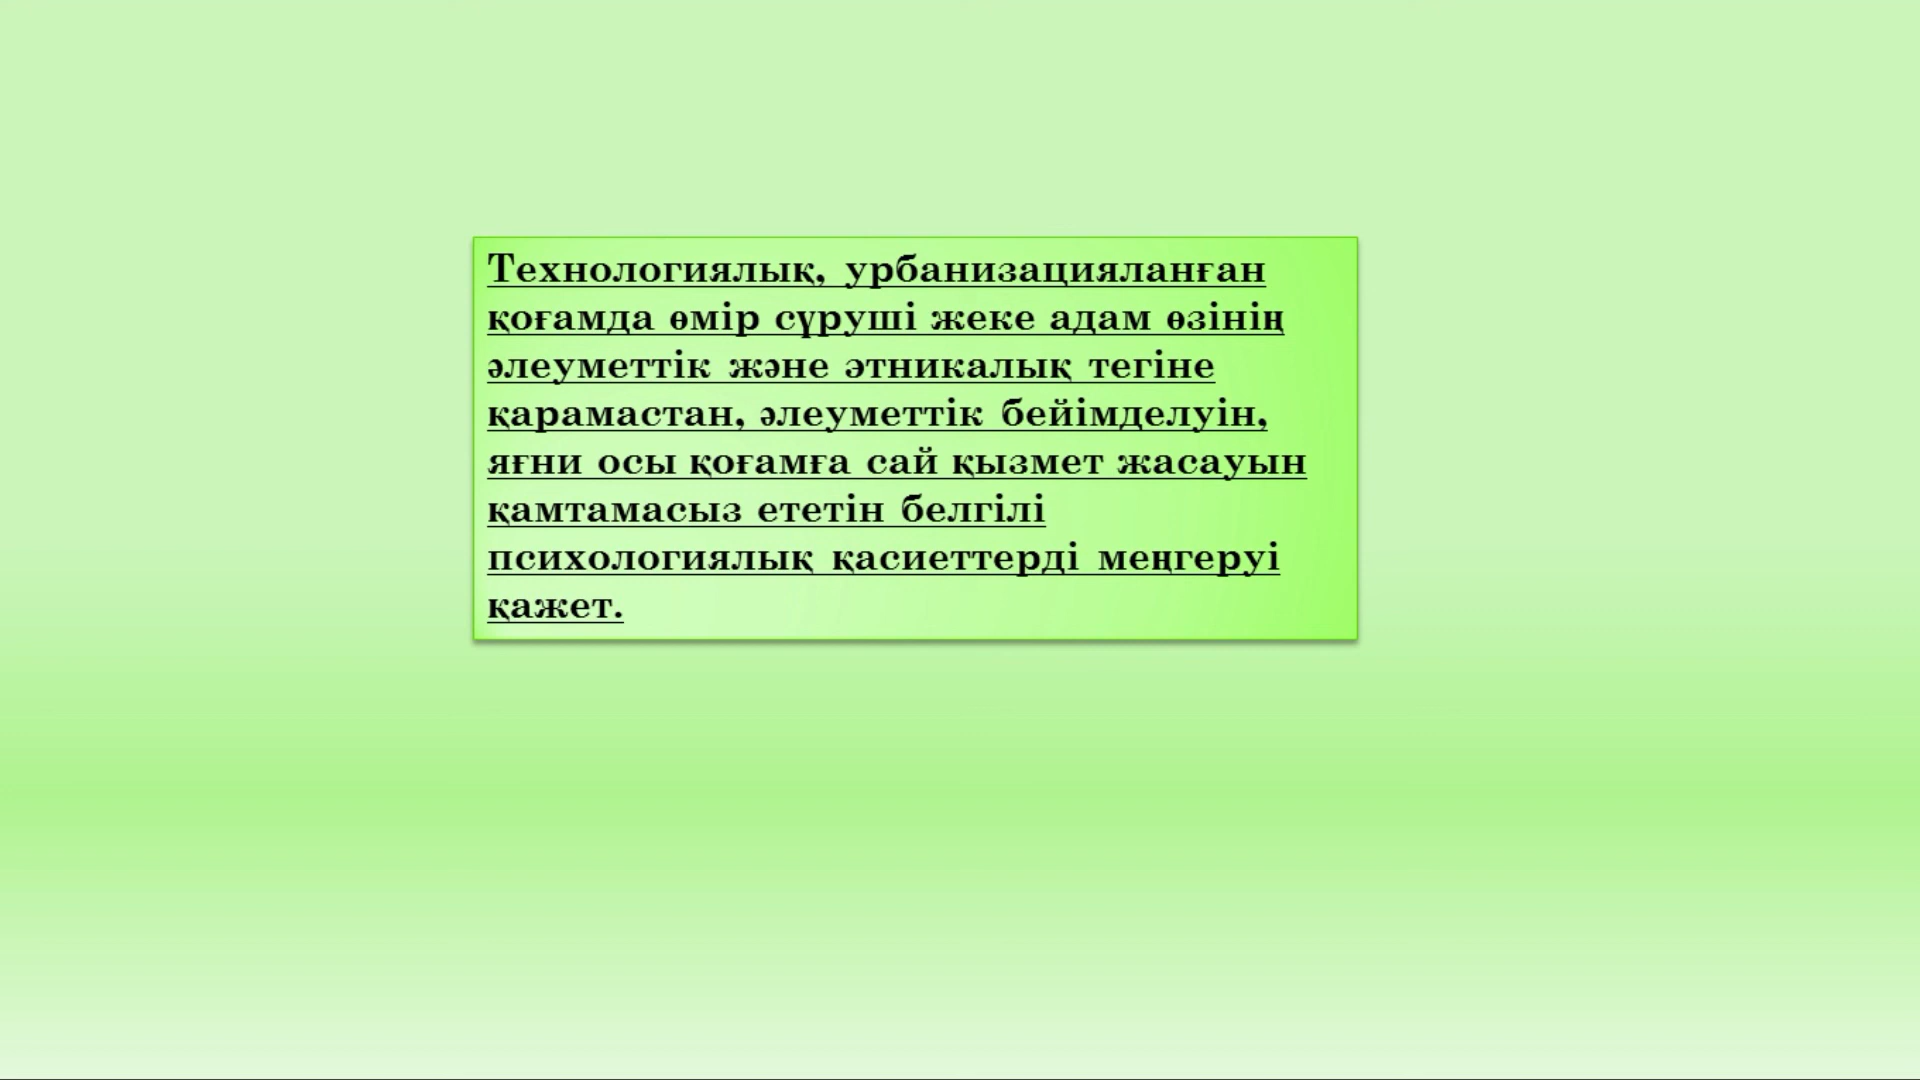 Технологиялық, урбанизацияланған
қоғамда өмір сүруші жеке адам өзінің
әлеуметтік және этникалық тегіне
қарамастан, әлеуметтік бейімделуін,
яғни осы қоғамға сай қызмет жасауын
қамтамасыз ететін белгілі
психологиялық қасиеттерді меңгеруі
қажет.